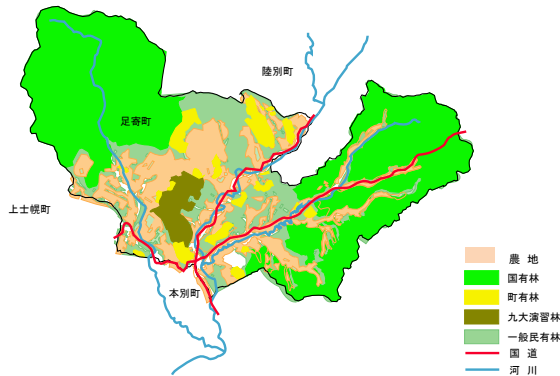 陸別町
足寄町
上士幌町
本別町
農 地
国有林
町有林
九大演習林
一般民有林
国 道
河 川